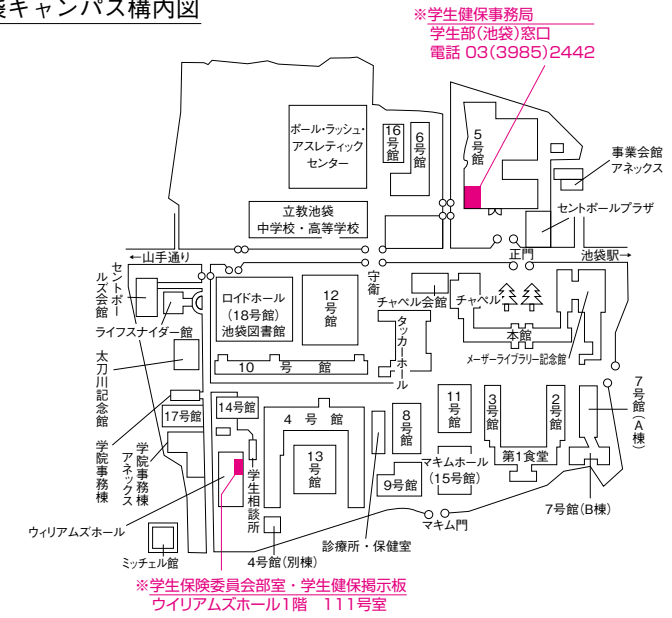 キャンパス構内図
※学生健保事務局
学生部(池袋)窓口
電話 03(3985)2442
ポール・ラッシュ・
アスレティック
センター
16号館
6号館
5号館
事業会館
アネックス
立教池袋
中学校・高等学校
セントポールプラザ
←山手通り
守衛
正門
池袋駅→
セントポールズ会館
ライフスナイダー館
ロイドホール
(18号館)
池袋図書館
12号館
チャペル会館
チャペル
タッカーホール
本館
メーザーライブラリー記念館
太刀川記念館
10号館
7号館(A棟)
学院事務棟
17号館
14号館
4号館
13号館
8号館
11号館
3号館
2号館
第1食堂
学院事務棟
アネックス
学生相談所
9号館
マキムホール
(15号館)
7号館(B棟)
ウィリアムズホール
マキム門
診療所・保健室
4号館(別棟)
ミッチェル館
※学生保険委員会部室・学生健保掲示板
ウイリアムズホール1階 111号室